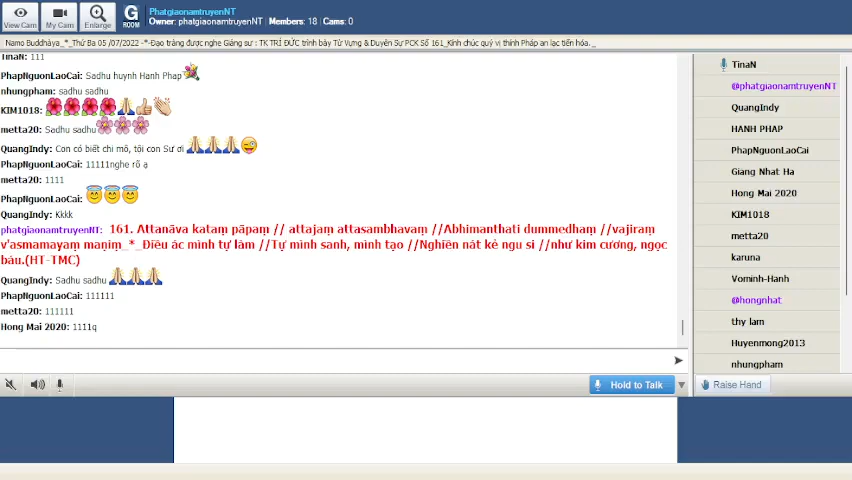 View Cam
My Cam
Enlarge
G
ROOM
PhatgiaonamtruyenNT
Owner: phatgiaonamtruyenNT | Members: 18 | Cams: 0
Namo Buddhàya_*_Thứ Ba 05 /07/2022 -*-Đạo tràng được nghe Giảng sư : TK TRÍ ĐỨC trình bày Từ Vựng & Duyên Sự PCK Số 161_Kính chúc quý vị thính Pháp an lạc tiến hóa. _
TinaN: 111
PhapNguonLaoCai: Sadhu huynh Hanh Phap
nhungpham: sadhu sadhu
KIM1018:
metta20: Sadhu sadhu
QuangIndy: Con có biết chi mô, tội con Sư ơi
PhapNguonLaoCai: 11111nghe rõ ạ
metta20: 1111
PhapNguonLaoCai:
QuangIndy: Kkkk
phatgiaonamtruyenNT: 161. Attanāva kataṃ pāpaṃ // attajaṃ attasambhavaṃ //Abhimanthati dummedhaṃ //vajiraṃ
v'asmamayaṃ maṇiṃ_*_Điều ác mình tự làm //Tự mình sanh, mình tạo //Nghiền nát kẻ ngu si //như kim cương, ngọc
báu.(HT-TMC)
QuangIndy: Sadhu sadhu
PhapNguonLaoCai: 111111
metta20: 111111
Hong Mai 2020: 1111q
Hold to Talk
Raise Hand
TinaN
@phatgiaonamtruyenNT
QuangIndy
HANH PHAP
PhapNguonLaoCai
Giang Nhat Ha
Hong Mai 2020
KIM1018
metta20
karuna
Vominh-Hanh
@hongnhat
thy lam
Huyenmong2013
nhungpham